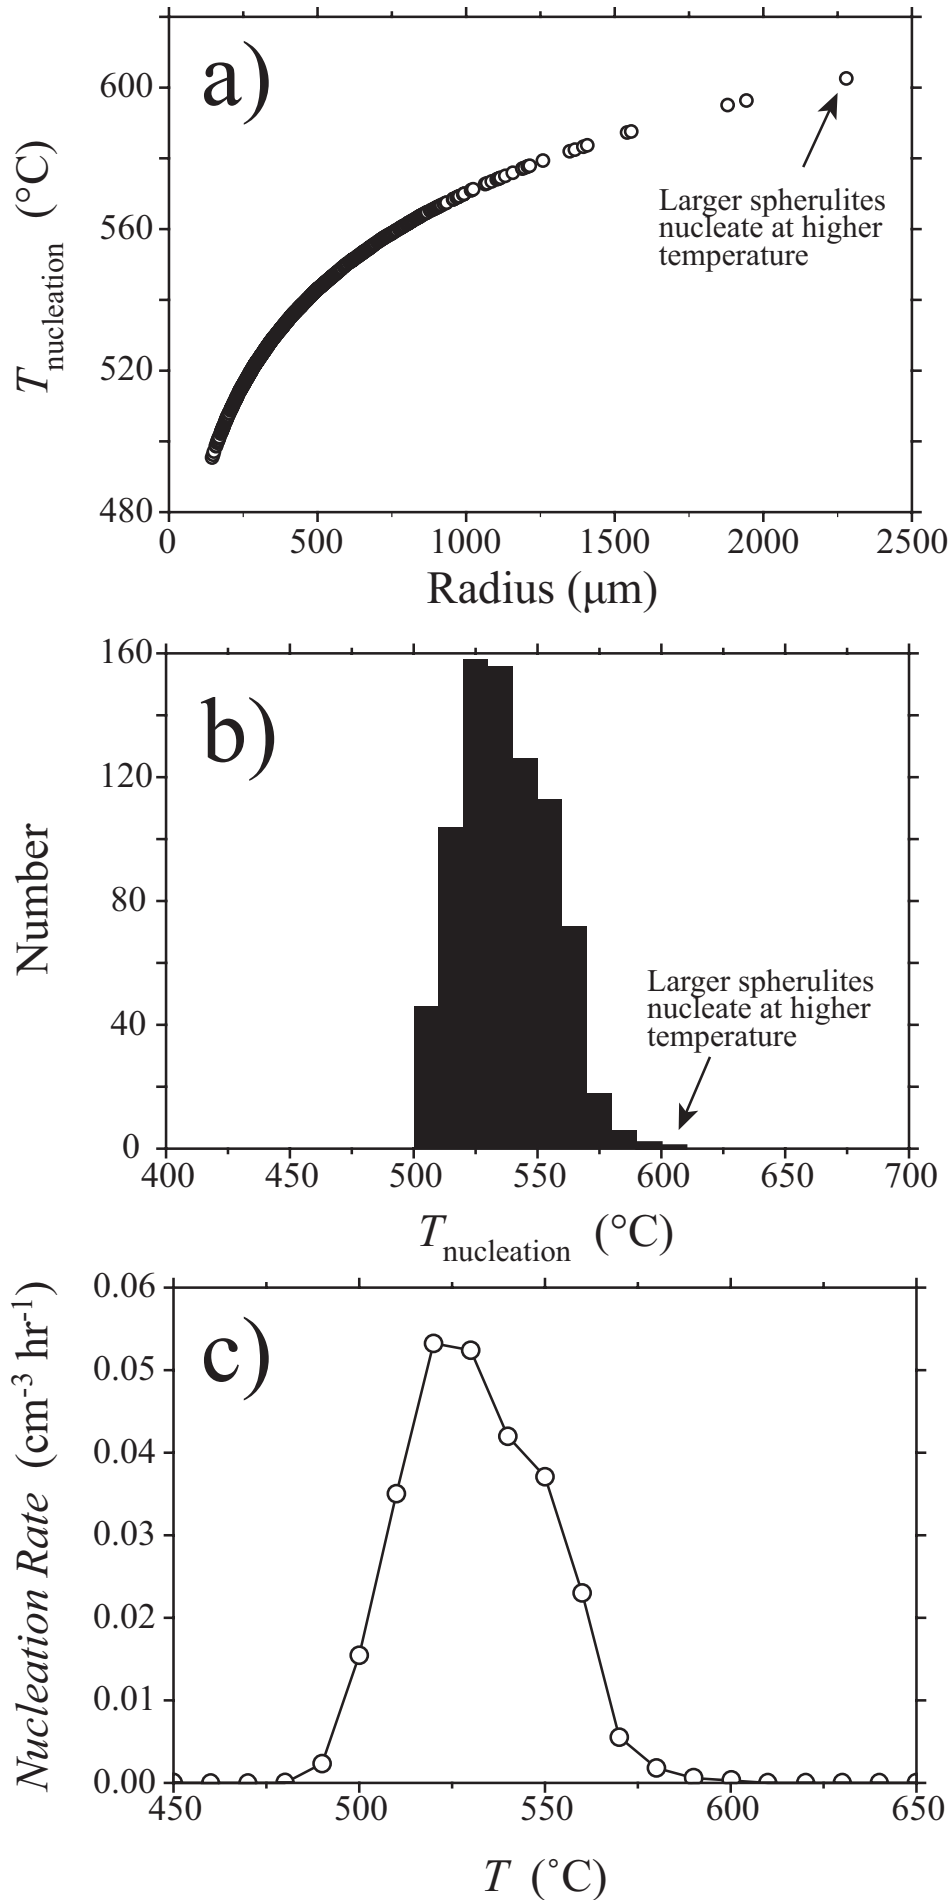 a)
600
560
520
480
T nucleation (°C)
Larger spherulites
nucleate at higher
temperature
0 500 1000 1500 2000 2500
Radius (μm)
160
120
80
40
0
Number
b)
Larger spherulites
nucleate at higher
temperature
400 450 500 550 600 650 700
T nucleation (°C)
0.06
0.05
0.04
0.03
0.02
0.01
0.00
Nucleation Rate (cm-3 hr-1)
c)
450 500 550 600 650
T (˚C)